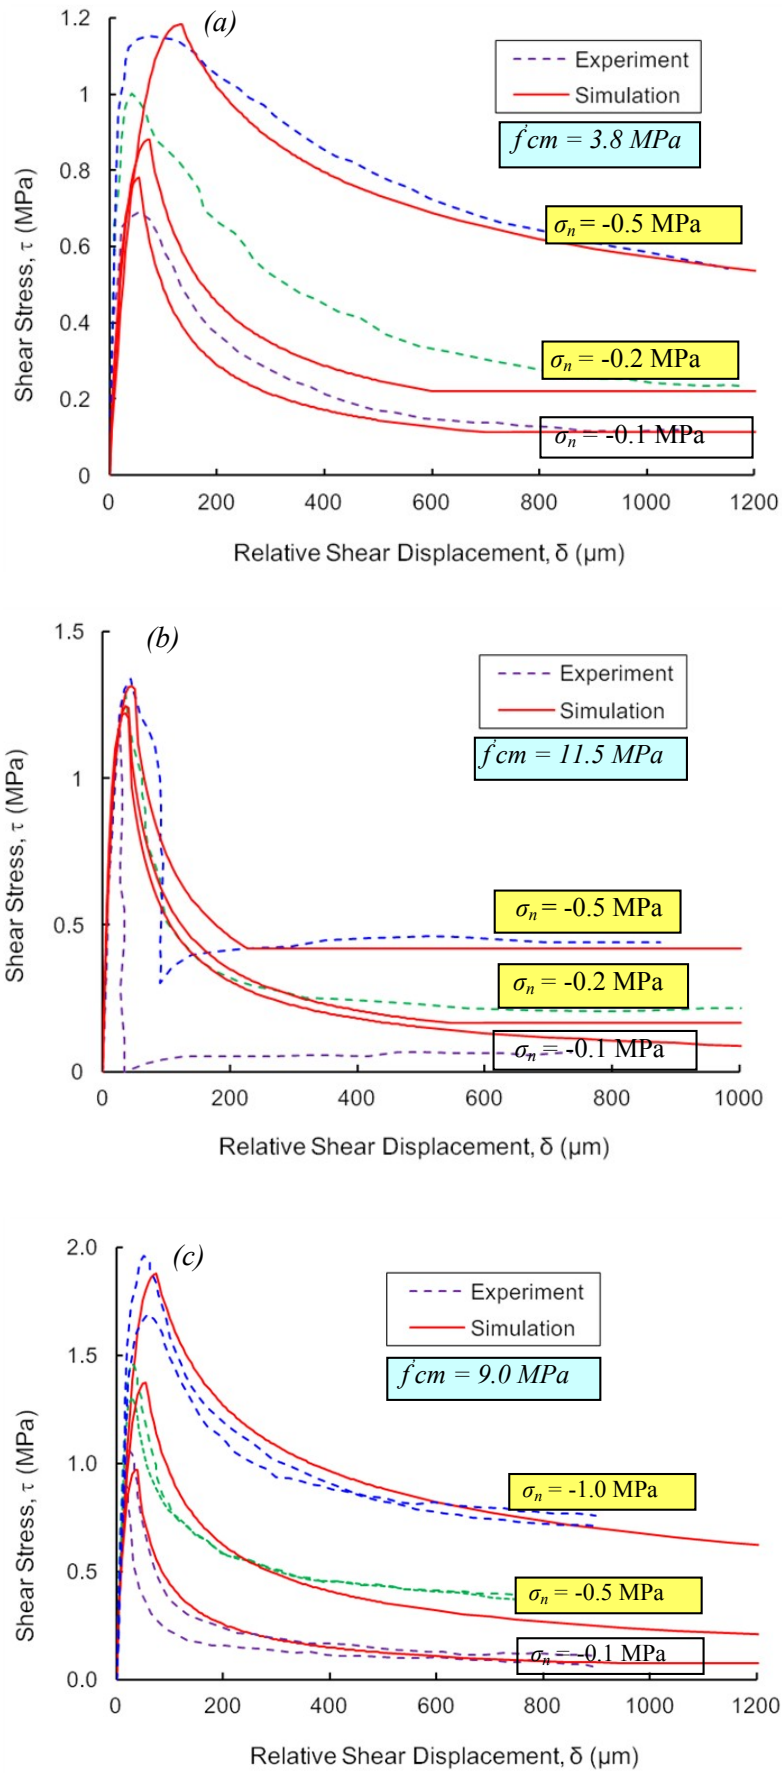 (a)
1.2
1
0.8
0.6
0.4
0.2
0
Shear Stress, τ (MPa)
Experiment
Simulation
f'cm = 3.8 MPa
σn = -0.5 MPa
σn = -0.2 MPa
σn = -0.1 MPa
0 200 400 600 800 1000 1200
Relative Shear Displacement, δ (µm)
(b)
1.5
1
0.5
0
Shear Stress, τ (MPa)
Experiment
Simulation
f'cm = 11.5 MPa
σn = -0.5 MPa
σn = -0.2 MPa
σn = -0.1 MPa
0 200 400 600 800 1000
Relative Shear Displacement, δ (µm)
(c)
2.0
1.5
1.0
0.5
0.0
Shear Stress, τ (MPa)
Experiment
Simulation
f'cm = 9.0 MPa
σn = -1.0 MPa
σn = -0.5 MPa
σn = -0.1 MPa
0 200 400 600 800 1000 1200
Relative Shear Displacement, δ (µm)